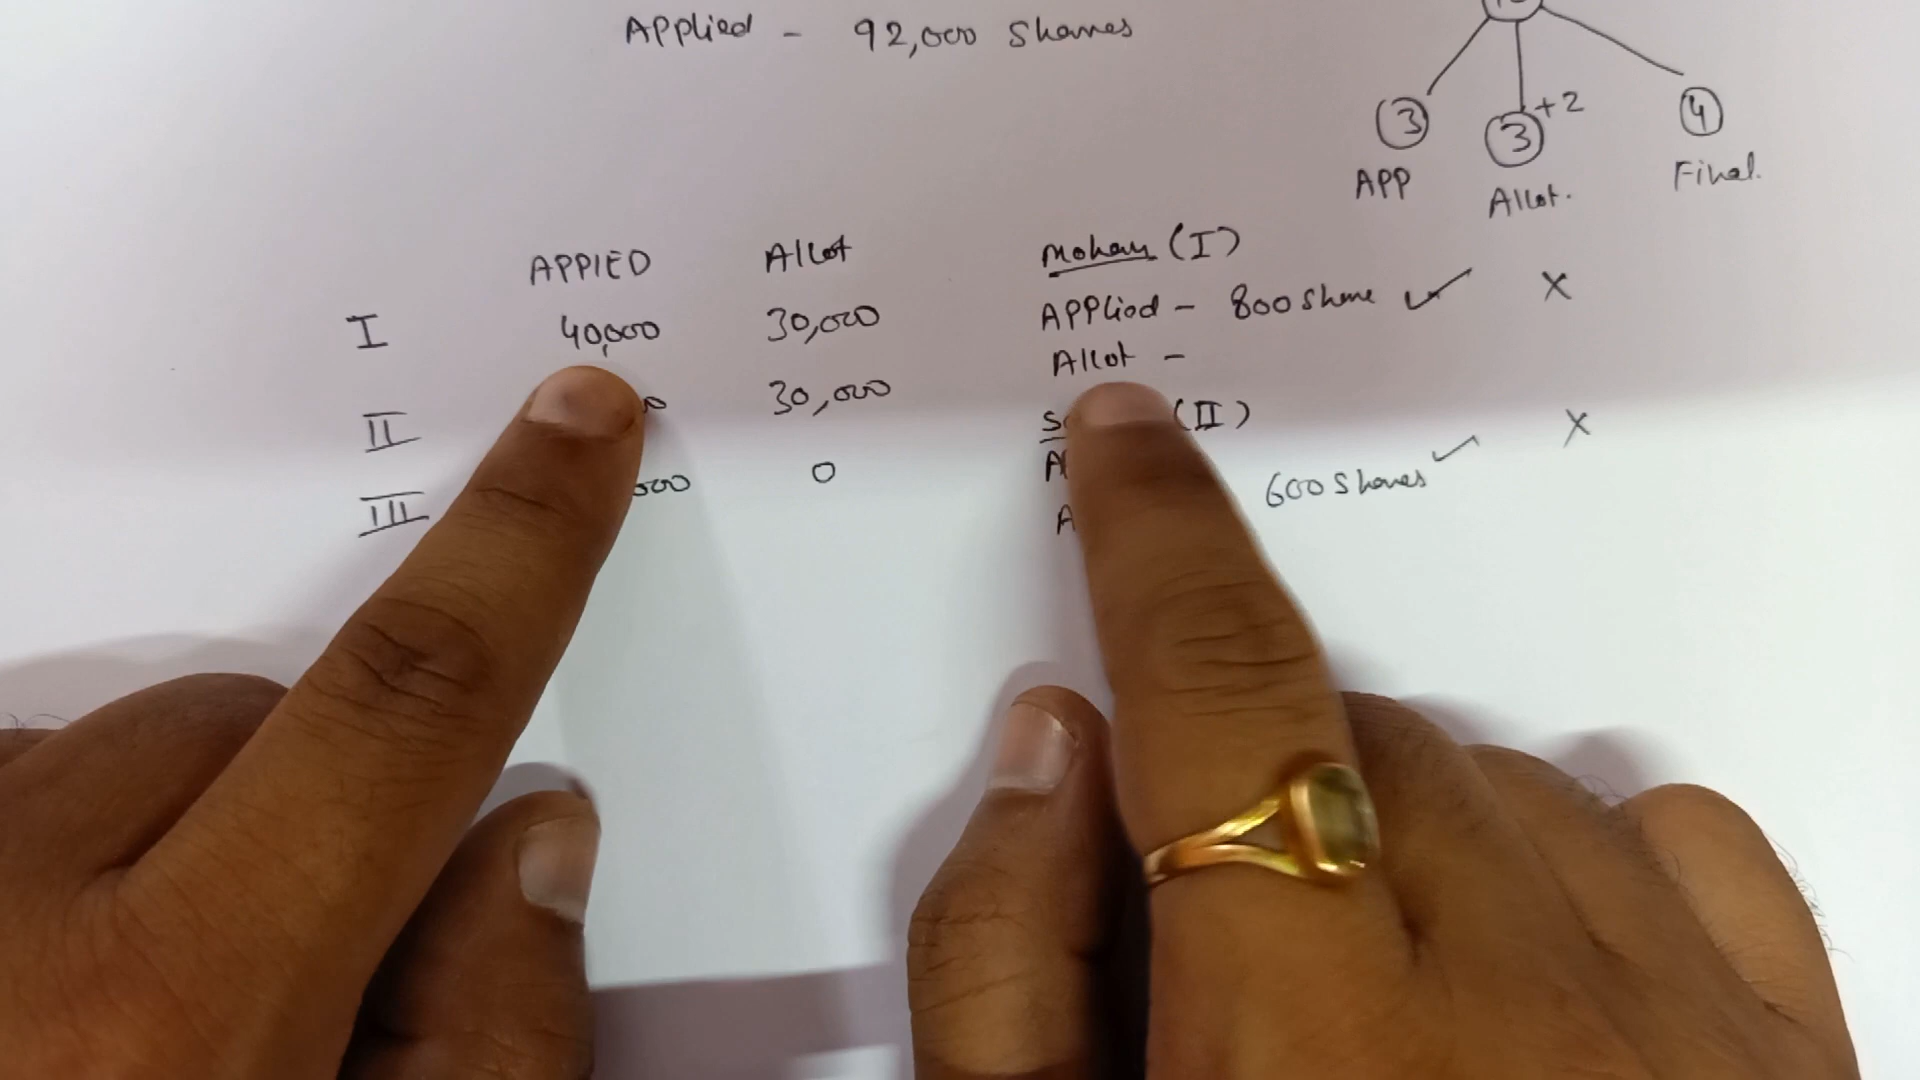 Applied - 92,000 Shares
3 3 +2 4
APP Allot. Final.
APPlED Allot Mohan (I)
I 40,000 30,000 APPlied - 800 Share ✓ X
Allot -
II 30,000 (II) X
III 0 600 Shares ✓